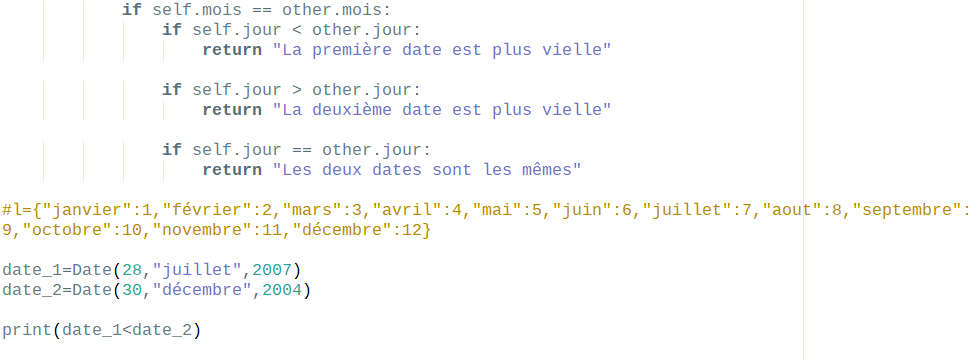 if self.mois == other.mois:
if self.jour < other.jour:
return "La première date est plus vielle"
if self.jour > other.jour:
return "La deuxième date est plus vielle"
if self.jour == other.jour:
return "Les deux dates sont les mêmes"
#l={"janvier":1,"février":2,"mars":3,"avril":4,"mai":5,"juin":6,"juillet":7,"aout":8,"septembre":
9,"octobre":10,"novembre":11,"décembre":12}
date_1=Date(28,"juillet",2007)
date_2=Date(30,"décembre",2004)
print(date_1<date_2)